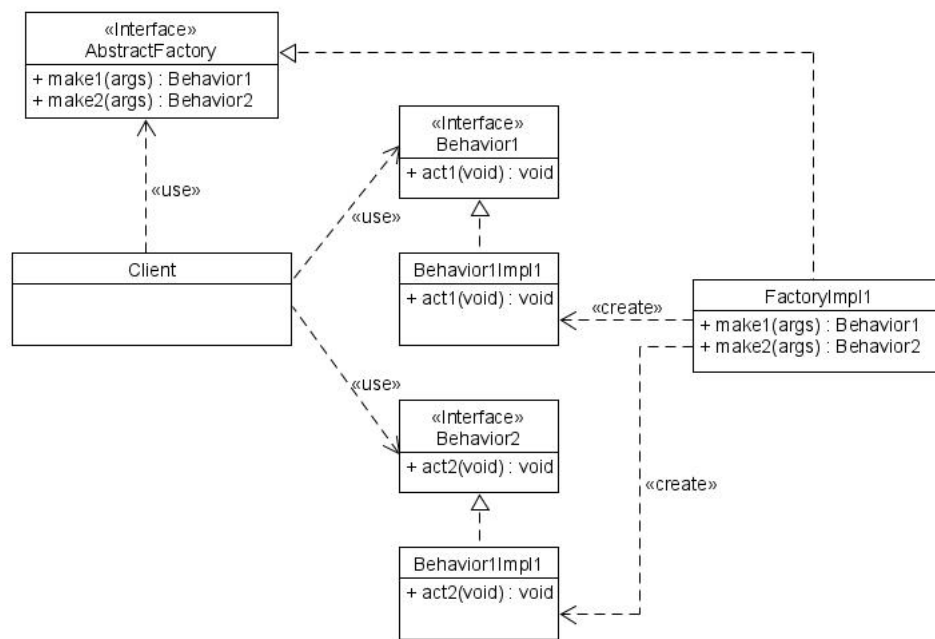 «Interface»
AbstractFactory
+ make1(args) : Behavior1
+ make2(args) : Behavior2
«use»
Client
«Interface»
Behavior1
+ act1(void) : void
«use»
Behavior1Impl1
+ act1(void) : void
«create»
FactoryImpl1
+ make1(args) : Behavior1
+ make2(args) : Behavior2
«use»
«Interface»
Behavior2
+ act2(void) : void
«create»
Behavior1Impl1
+ act2(void) : void